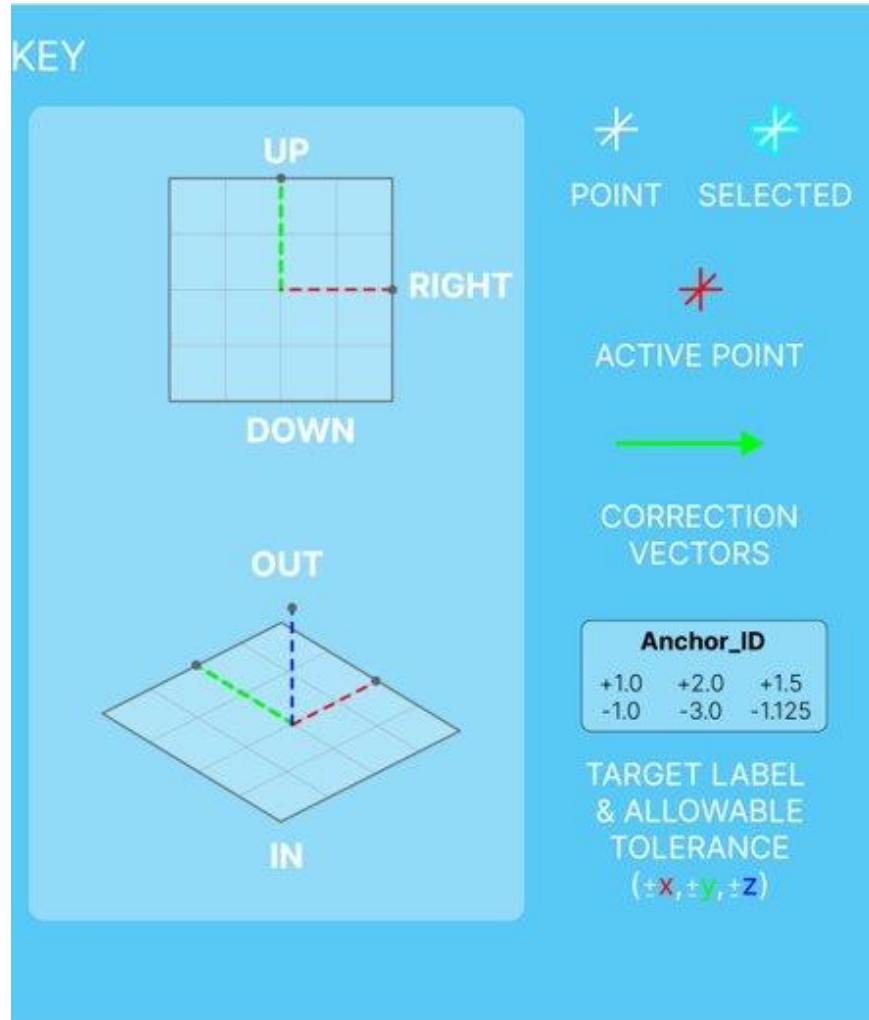 KEY
UP
RIGHT
DOWN
OUT
IN
POINT
SELECTED
ACTIVE POINT
CORRECTION
VECTORS
Anchor_ID
+1.0 +2.0 +1.5
-1.0 -3.0 -1.125
TARGET LABEL
& ALLOWABLE
TOLERANCE
(±x,±y,±z)